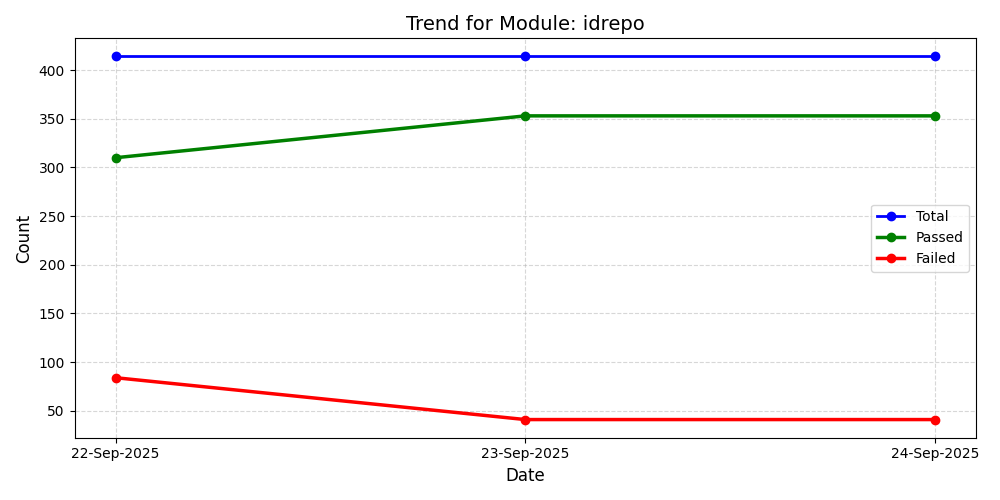 Trend for Module: idrepo
Count
400
350
300
250
200
150
100
50
Total
Passed
Failed
22-Sep-2025
23-Sep-2025
24-Sep-2025
Date